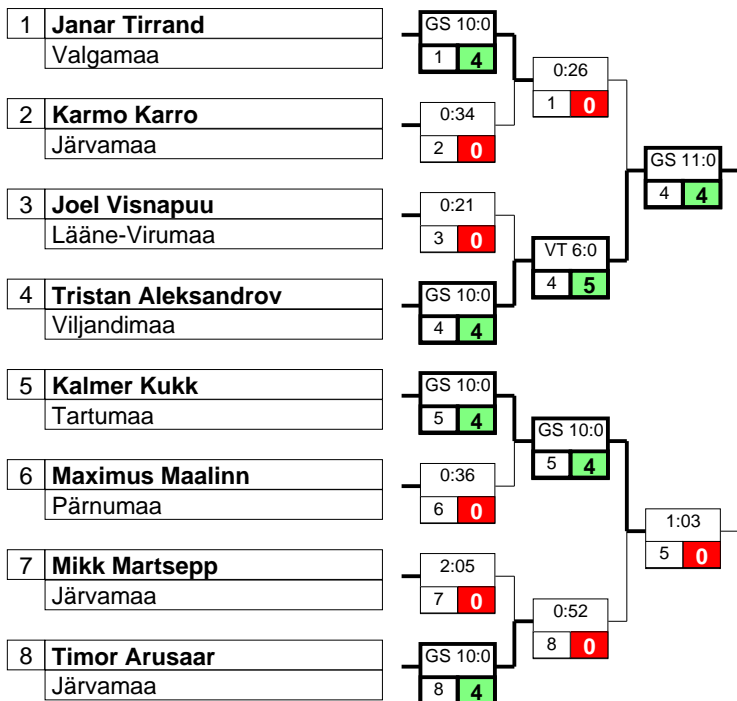 1 Janar Tirrand
Valgamaa
GS 10:0
1 4
0:26
1 0
2 Karmo Karro
Järvamaa
0:34
2 0
GS 11:0
4 4
3 Joel Visnapuu
Lääne-Virumaa
0:21
3 0
VT 6:0
4 5
4 Tristan Aleksandrov
Viljandimaa
GS 10:0
4 4
5 Kalmer Kukk
Tartumaa
GS 10:0
5 4
GS 10:0
5 4
6 Maximus Maalinn
Pärnumaa
0:36
6 0
1:03
5 0
7 Mikk Martsepp
Järvamaa
2:05
7 0
0:52
8 0
8 Timor Arusaar
Järvamaa
GS 10:0
8 4